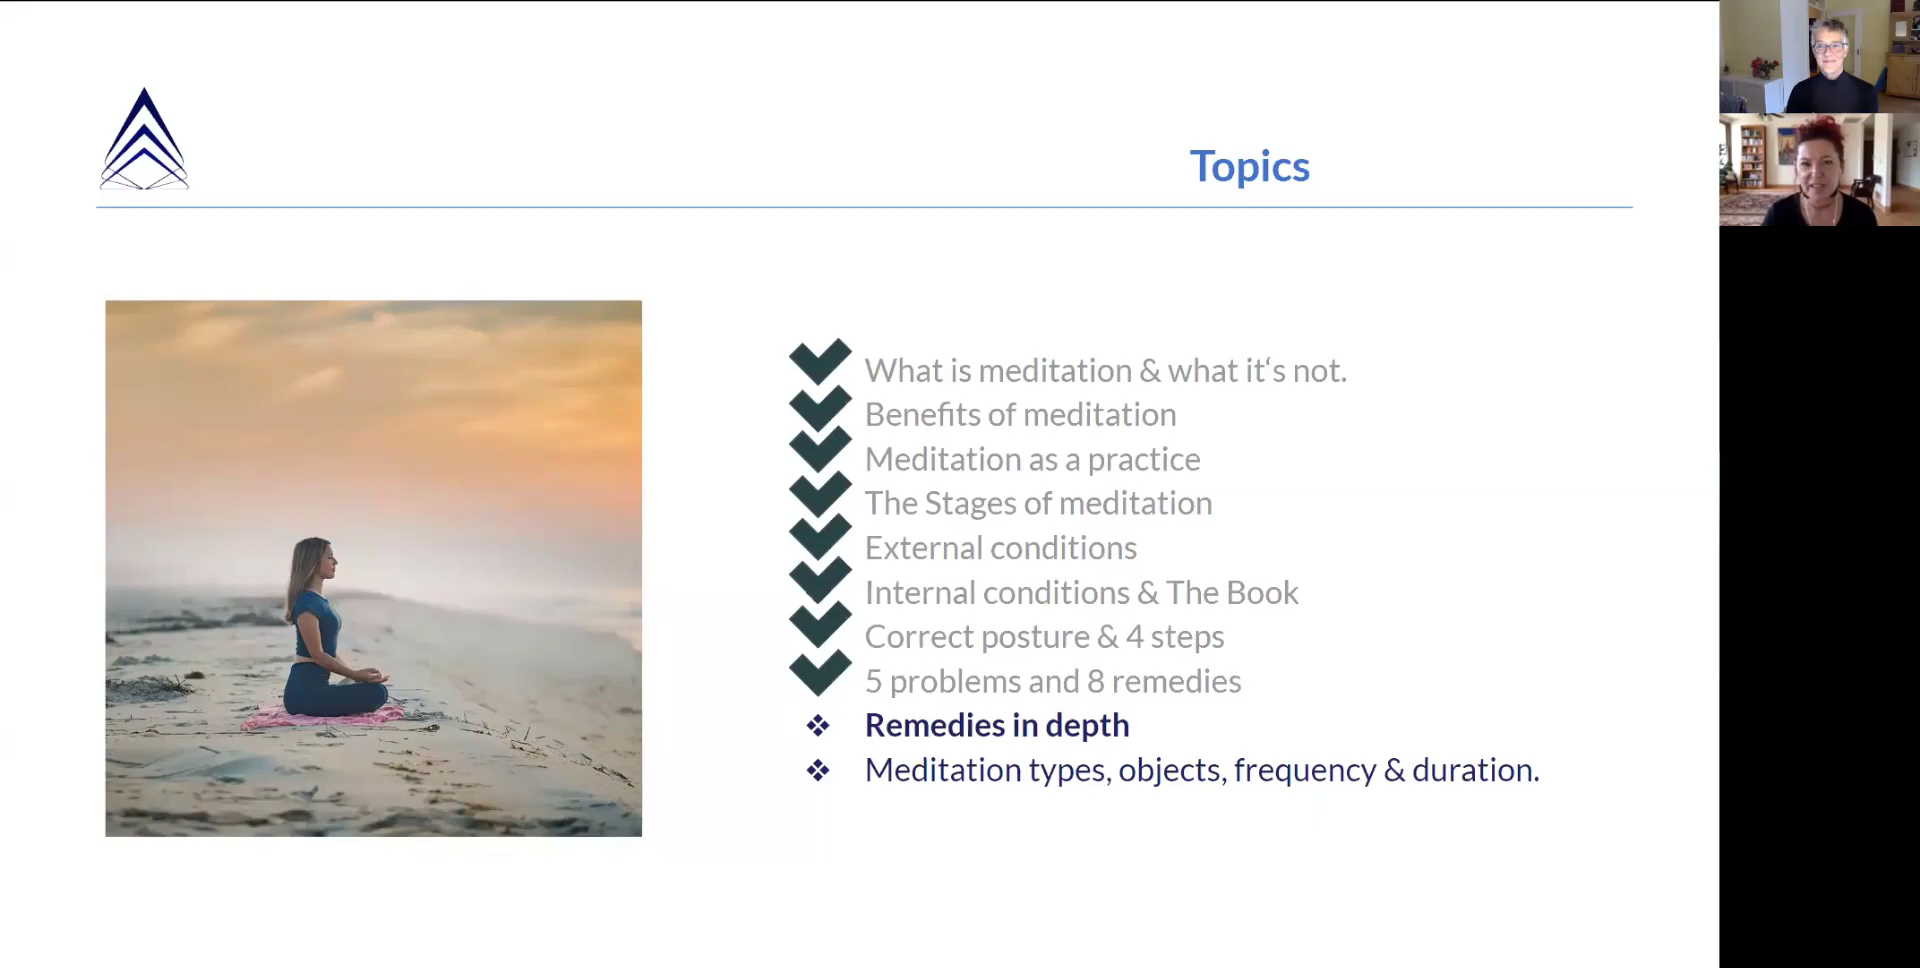 Topics
What is meditation & what it‘s not.
Benefits of meditation
Meditation as a practice
The Stages of meditation
External conditions
Internal conditions & The Book
Correct posture & 4 steps
5 problems and 8 remedies
Remedies in depth
Meditation types, objects, frequency & duration.